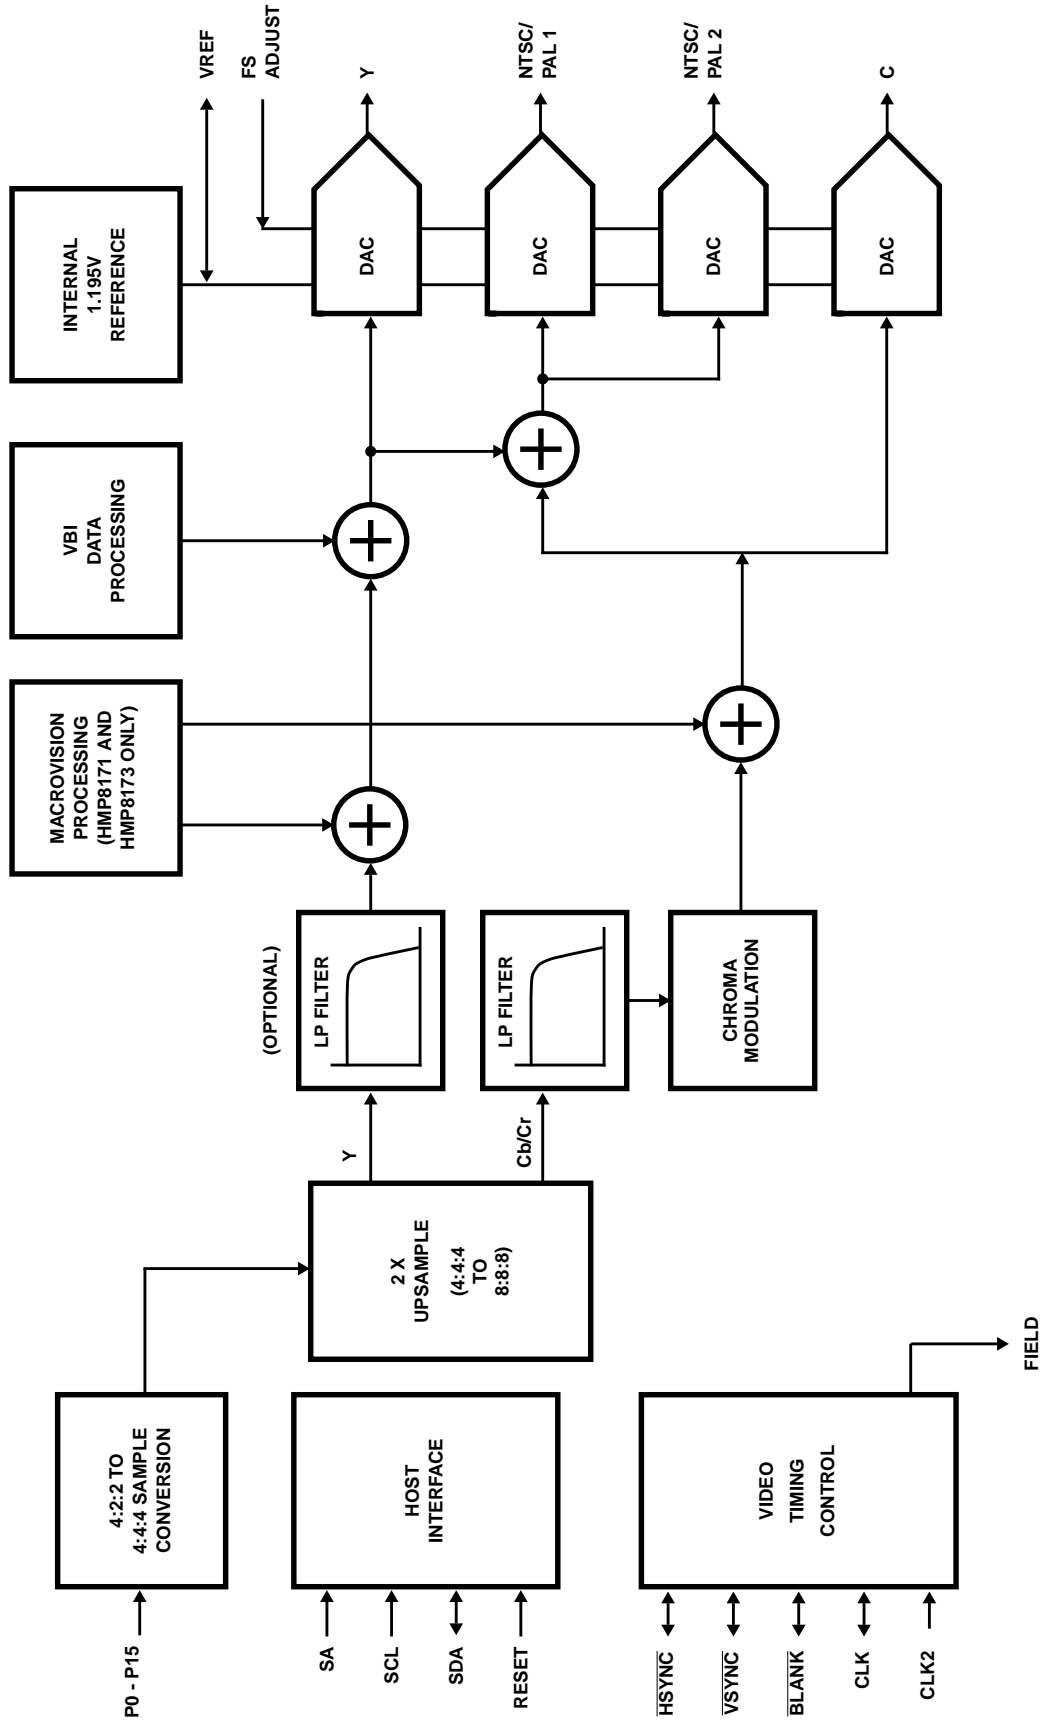 P0 - P15
4:2:2 TO
4:4:4 SAMPLE
CONVERSION
SA
SCL
SDA
RESET
HOST
INTERFACE
HSYNC
VSYNC
BLANK
CLK
CLK2
VIDEO
TIMING
CONTROL
FIELD
2 X
UPSAMPLE
(4:4:4
TO
8:8:8)
Y
Cb/Cr
(OPTIONAL)
LP FILTER
LP FILTER
CHROMA
MODULATION
MACROVISION
PROCESSING
(HMP8171 AND
HMP8173 ONLY)
VBI
DATA
PROCESSING
INTERNAL
1.195V
REFERENCE
VREF
FS
ADJUST
DAC
Y
DAC
NTSC/
PAL 1
DAC
NTSC/
PAL 2
DAC
C